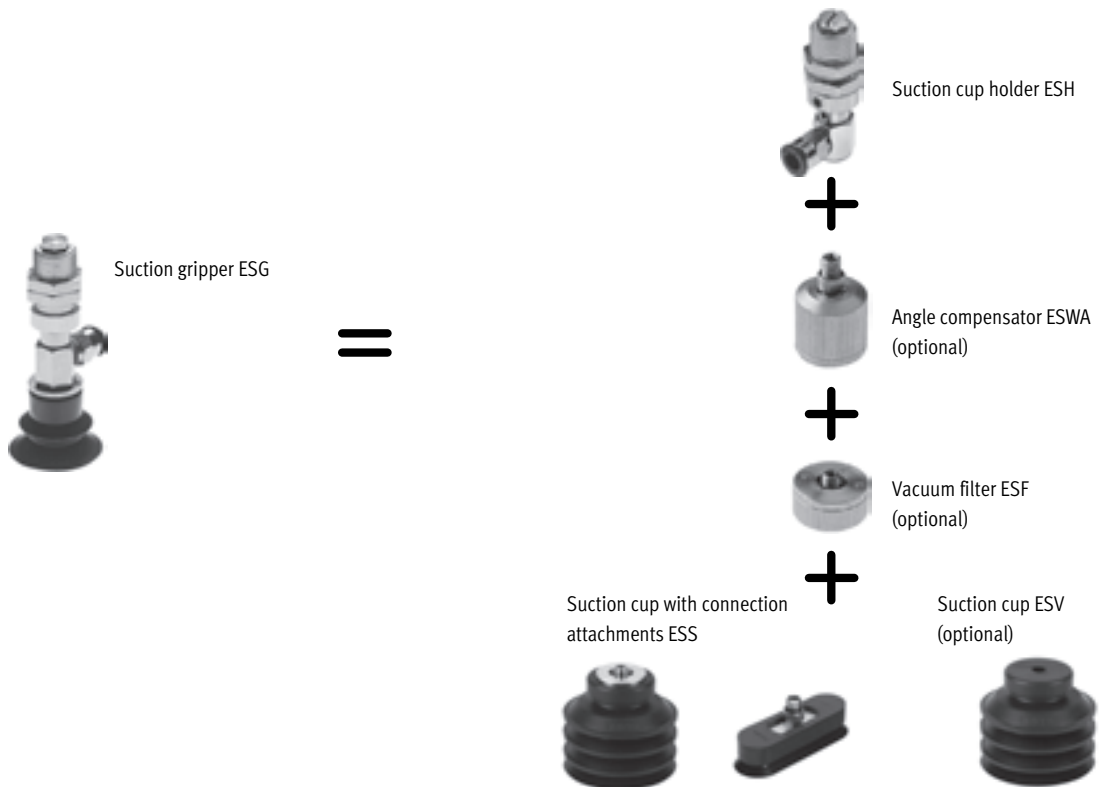 Suction cup holder ESH
+
Suction gripper ESG
=
Angle compensator ESWA
(optional)
+
Vacuum filter ESF
(optional)
+
Suction cup with connection
attachments ESS
Suction cup ESV
(optional)